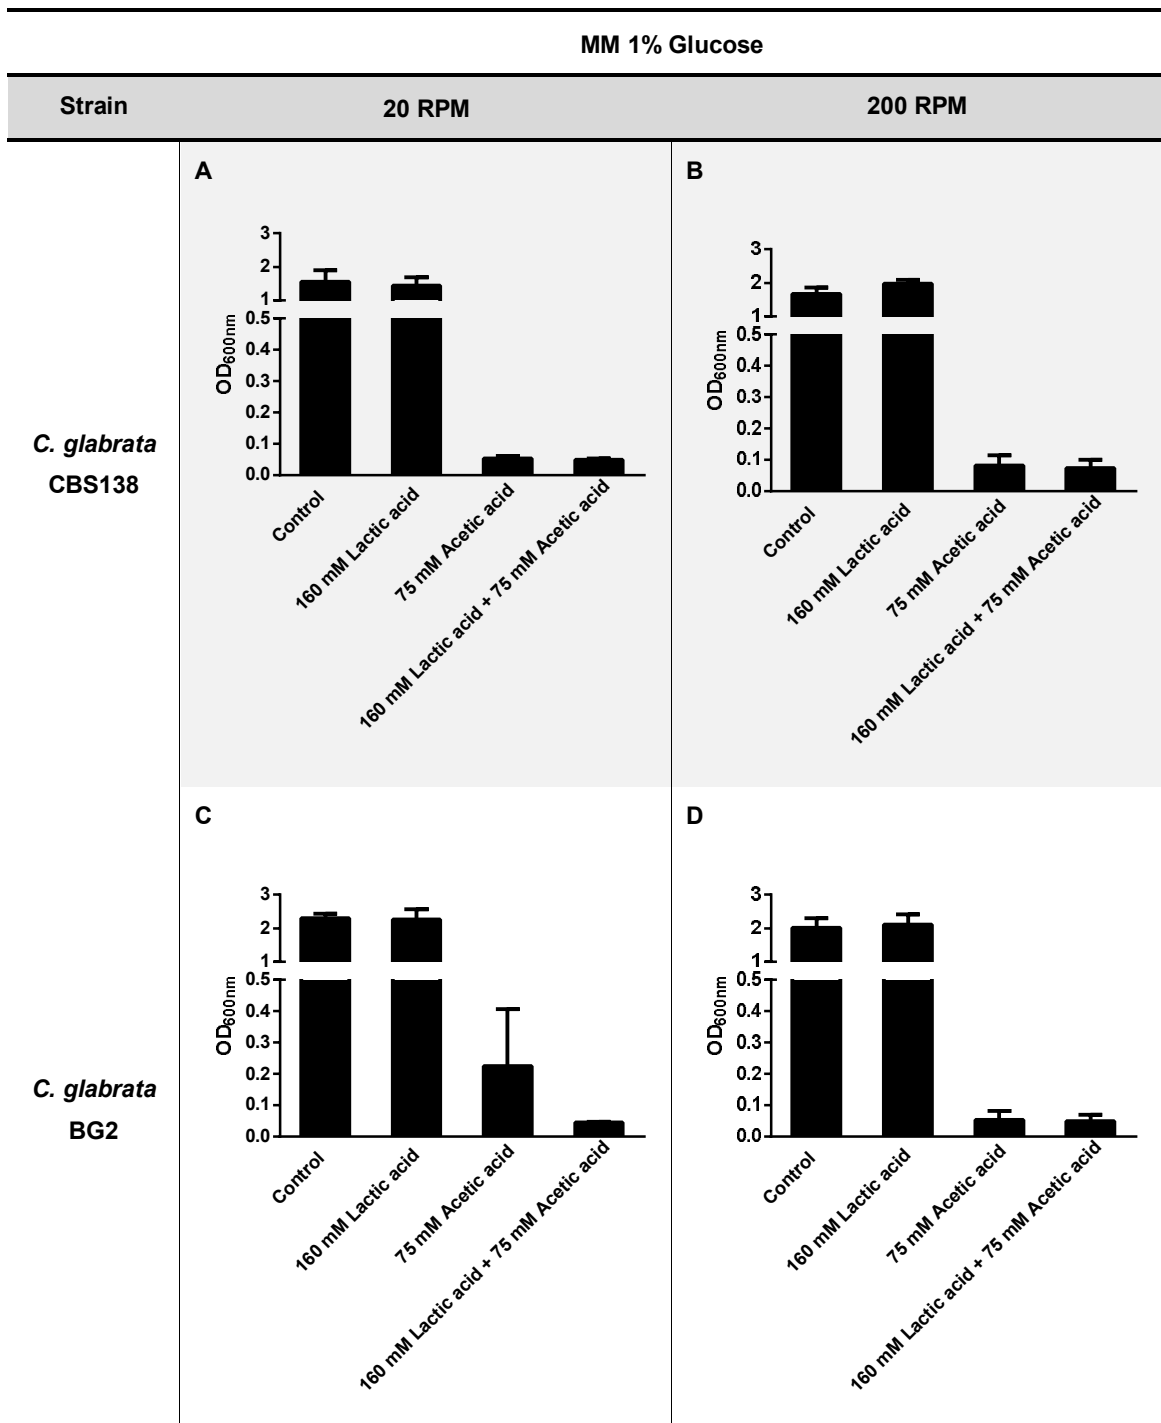 MM 1% Glucose
Strain 20 RPM 200 RPM
C. glabrata
CBS138
A
3
2
1
0.5
0.4
0.3
0.2
0.1
0.0
OD600nm
Control
160 mM Lactic acid
75 mM Acetic acid
160 mM Lactic acid + 75 mM Acetic acid
B
3
2
1
0.5
0.4
0.3
0.2
0.1
0.0
OD600nm
Control
160 mM Lactic acid
75 mM Acetic acid
160 mM Lactic acid + 75 mM Acetic acid
C. glabrata
BG2
C
3
2
1
0.5
0.4
0.3
0.2
0.1
0.0
OD600nm
Control
160 mM Lactic acid
75 mM Acetic acid
160 mM Lactic acid + 75 mM Acetic acid
D
3
2
1
0.5
0.4
0.3
0.2
0.1
0.0
OD600nm
Control
160 mM Lactic acid
75 mM Acetic acid
160 mM Lactic acid + 75 mM Acetic acid